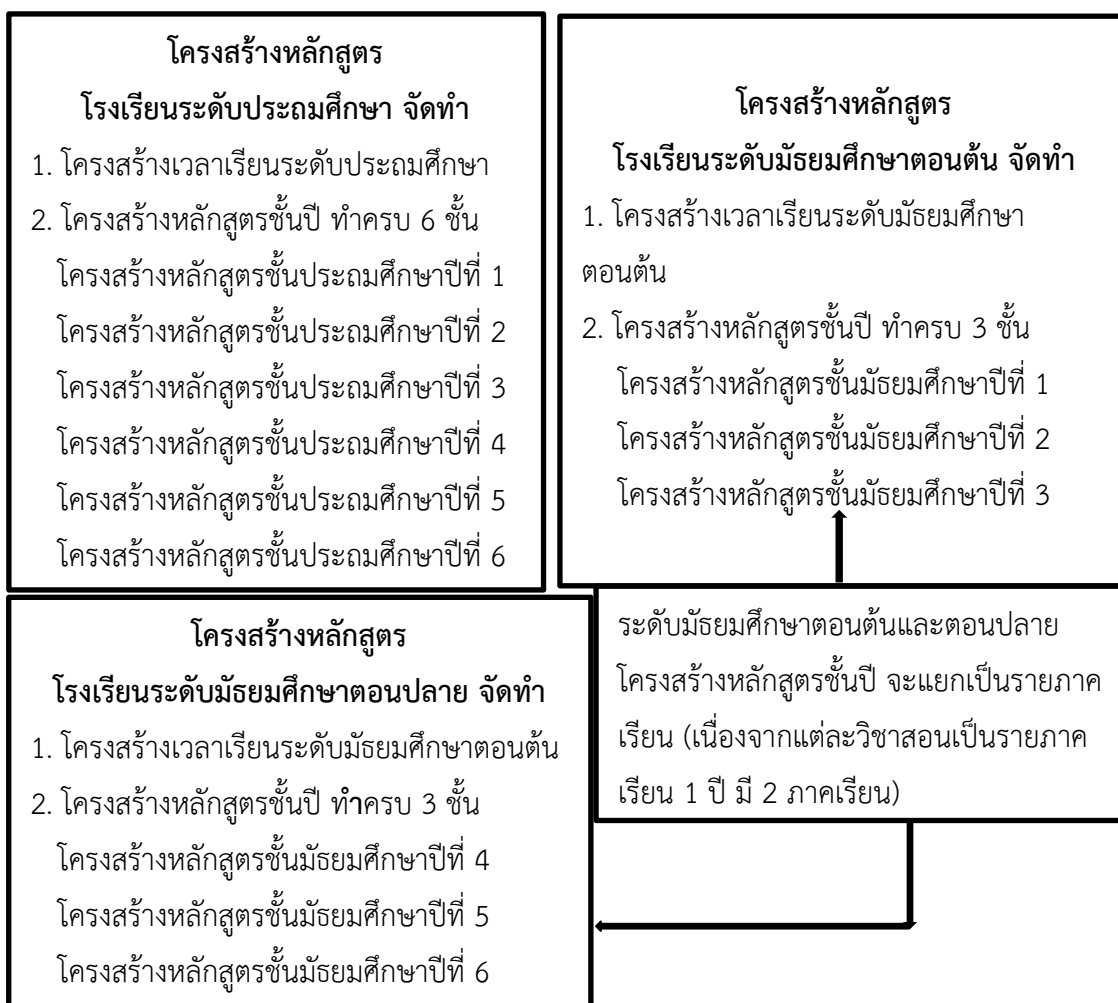 โครงสร้างหลักสูตร
โรงเรียนระดับประถมศึกษา จัดทำ
1. โครงสร้างเวลาเรียนระดับประถมศึกษา
2. โครงสร้างหลักสูตรชั้นปี ทำครบ 6 ชั้น
โครงสร้างหลักสูตรชั้นประถมศึกษาปีที่ 1
โครงสร้างหลักสูตรชั้นประถมศึกษาปีที่ 2
โครงสร้างหลักสูตรชั้นประถมศึกษาปีที่ 3
โครงสร้างหลักสูตรชั้นประถมศึกษาปีที่ 4
โครงสร้างหลักสูตรชั้นประถมศึกษาปีที่ 5
โครงสร้างหลักสูตรชั้นประถมศึกษาปีที่ 6
โครงสร้างหลักสูตร
โรงเรียนระดับมัธยมศึกษาตอนต้น จัดทำ
1. โครงสร้างเวลาเรียนระดับมัธยมศึกษา
ตอนต้น
2. โครงสร้างหลักสูตรชั้นปี ทำครบ 3 ชั้น
โครงสร้างหลักสูตรชั้นมัธยมศึกษาปีที่ 1
โครงสร้างหลักสูตรชั้นมัธยมศึกษาปีที่ 2
โครงสร้างหลักสูตรชั้นมัธยมศึกษาปีที่ 3
โครงสร้างหลักสูตร
โรงเรียนระดับมัธยมศึกษาตอนปลาย จัดทำ
1. โครงสร้างเวลาเรียนระดับมัธยมศึกษาตอนต้น
2. โครงสร้างหลักสูตรชั้นปี ทำครบ 3 ชั้น
โครงสร้างหลักสูตรชั้นมัธยมศึกษาปีที่ 4
โครงสร้างหลักสูตรชั้นมัธยมศึกษาปีที่ 5
โครงสร้างหลักสูตรชั้นมัธยมศึกษาปีที่ 6
ระดับมัธยมศึกษาตอนต้นและตอนปลาย
โครงสร้างหลักสูตรชั้นปี จะแยกเป็นรายภาค
เรียน (เนื่องจากแต่ละวิชาสอนเป็นรายภาค
เรียน 1 ปี มี 2 ภาคเรียน)